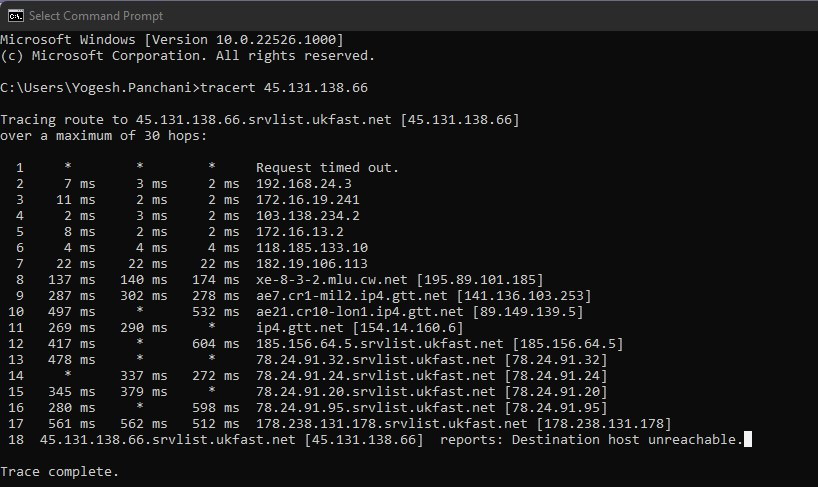 Select Command Prompt
Microsoft Windows [Version 10.0.22526.1000]
(c) Microsoft Corporation. All rights reserved.
C:\Users\Yogesh.Panchani>tracert 45.131.138.66
Tracing route to 45.131.138.66.srvlist.ukfast.net [45.131.138.66]
over a maximum of 30 hops:
1 * * * Request timed out.
2 7 ms 3 ms 2 ms 192.168.24.3
3 11 ms 2 ms 2 ms 172.16.19.241
4 2 ms 3 ms 2 ms 103.138.234.2
5 8 ms 2 ms 2 ms 172.16.13.2
6 4 ms 4 ms 4 ms 118.185.133.10
7 22 ms 22 ms 22 ms 182.19.106.113
8 137 ms 140 ms 174 ms xe-8-3-2.mlu.cw.net [195.89.101.185]
9 287 ms 302 ms 278 ms ae7.cr1-mil2.ip4.gtt.net [141.136.103.253]
10 497 ms * 532 ms ae21.cr10-lon1.ip4.gtt.net [89.149.139.5]
11 269 ms 290 ms * ip4.gtt.net [154.14.160.6]
12 417 ms * 604 ms 185.156.64.5.srvlist.ukfast.net [185.156.64.5]
13 478 ms * * 78.24.91.32.srvlist.ukfast.net [78.24.91.32]
14 * 337 ms 272 ms 78.24.91.24.srvlist.ukfast.net [78.24.91.24]
15 345 ms 379 ms * 78.24.91.20.srvlist.ukfast.net [78.24.91.20]
16 280 ms * 598 ms 78.24.91.95.srvlist.ukfast.net [78.24.91.95]
17 561 ms 562 ms 512 ms 178.238.131.178.srvlist.ukfast.net [178.238.131.178]
18 45.131.138.66.srvlist.ukfast.net [45.131.138.66] reports: Destination host unreachable.
Trace complete.